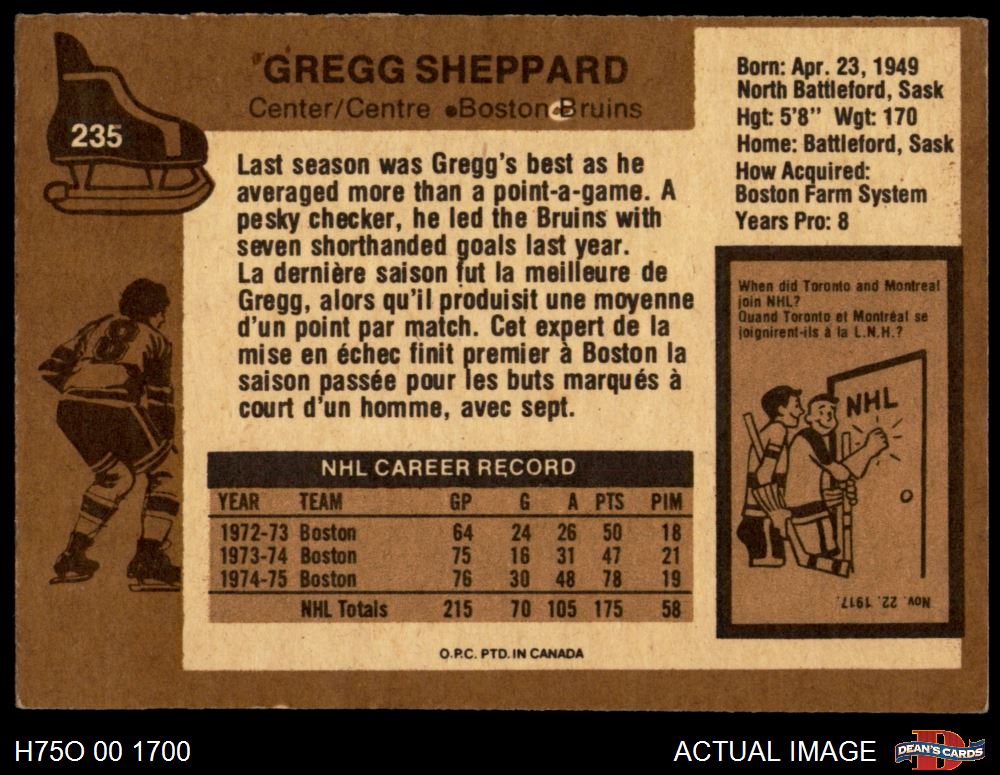 235
GREGG SHEPPARD
Center/Centre •Boston Bruins
Last season was Gregg's best as he
averaged more than a point-a-game. A
pesky checker, he led the Bruins with
seven shorthanded goals last year.
La dernière saison fut la meilleure de
Gregg, alors qu'il produisit une moyenne
d'un point par match. Cet expert de la
mise en échec finit premier à Boston la
saison passée pour les buts marqués à
court d'un homme, avec sept.
8
NHL CAREER RECORD
YEAR TEAM GP G A PTS PIM
1972-73 Boston 64 24 26 50 18
1973-74 Boston 75 16 31 47 21
1974-75 Boston 76 30 48 78 19
NHL Totals 215 70 105 175 58
O.P.C. PTD. IN CANADA
Born: Apr. 23, 1949
North Battleford, Sask
Hgt: 5'8" Wgt: 170
Home: Battleford, Sask
How Acquired:
Boston Farm System
Years Pro: 8
When did Toronto and Montreal
join NHL?
Quand Toronto et Montréal se
joignirent-ils à la L.N.H.?
NHL
Nov. 22, 1917.
H75O 00 1700
ACTUAL IMAGE
DEAN'S CARDS